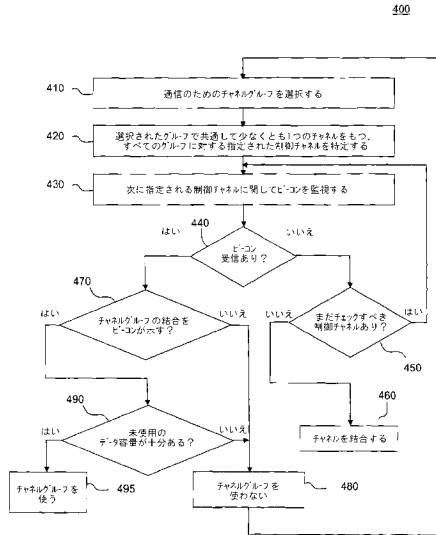 400
410
通信のためのチャネルグループを選択する
420
選択されたグループで共通して少なくとも1つのチャネルをもつ、
すべてのグループに対する指定された制御チャネルを特定する
430
次に指定される制御チャネルに関してビーコンを監視する
はい
440
いいえ
ビーコン
受信あり?
470
はい
チャネルグループの結合を
ビーコンが示す?
いいえ
いいえ
まだチェックすべき
制御チャネルあり?
はい
450
460
チャネルを結合する
490
はい
未使用の
データ容量が十分ある?
いいえ
チャネルグループを
使う
495
チャネルグループを
使わない
480